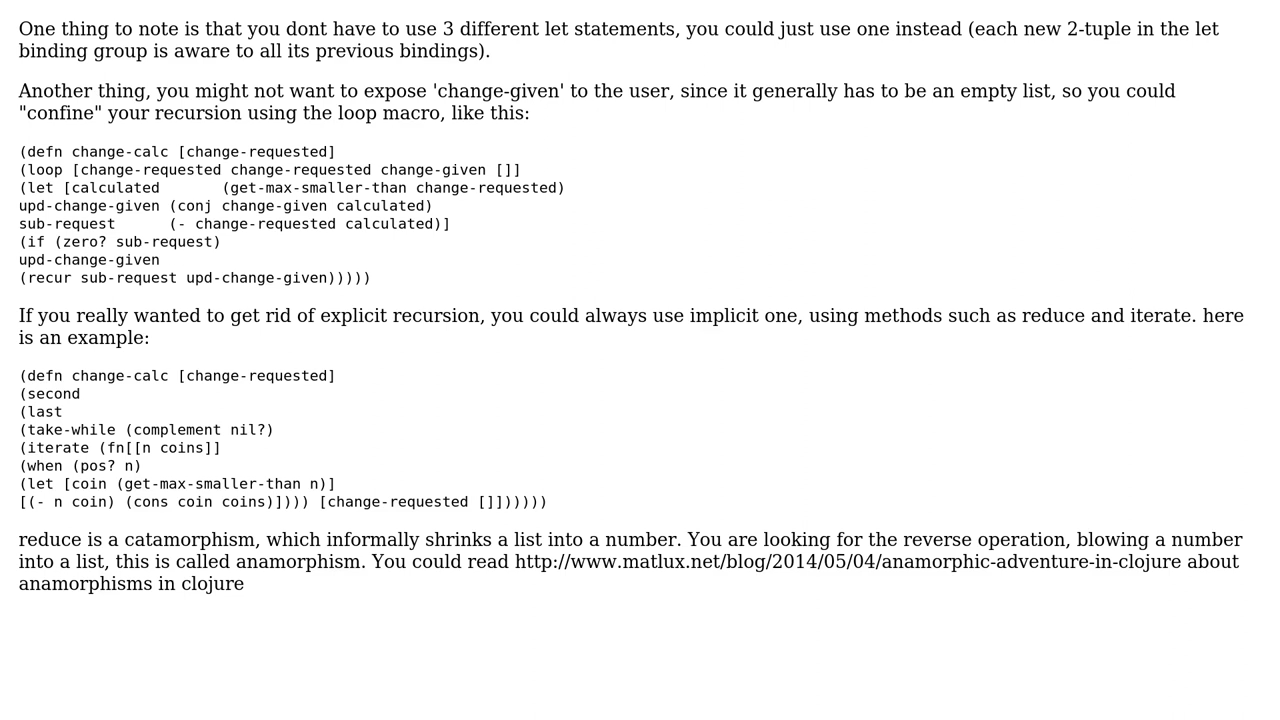 One thing to note is that you dont have to use 3 different let statements, you could just use one instead (each new 2-tuple in the let
binding group is aware to all its previous bindings).
Another thing, you might not want to expose 'change-given' to the user, since it generally has to be an empty list, so you could
"confine" your recursion using the loop macro, like this:
(defn change-calc [change-requested]
(loop [change-requested change-requested change-given []]
(let [calculated       (get-max-smaller-than change-requested)
upd-change-given (conj change-given calculated)
sub-request      (- change-requested calculated)]
(if (zero? sub-request)
upd-change-given
(recur sub-request upd-change-given)))))
If you really wanted to get rid of explicit recursion, you could always use implicit one, using methods such as reduce and iterate. here
is an example:
(defn change-calc [change-requested]
(second
(last
(take-while (complement nil?)
(iterate (fn[[n coins]]
(when (pos? n)
(let [coin (get-max-smaller-than n)]
[(- n coin) (cons coin coins)]))) [change-requested []])))))
reduce is a catamorphism, which informally shrinks a list into a number. You are looking for the reverse operation, blowing a number
into a list, this is called anamorphism. You could read http://www.matlux.net/blog/2014/05/04/anamorphic-adventure-in-clojure about
anamorphisms in clojure